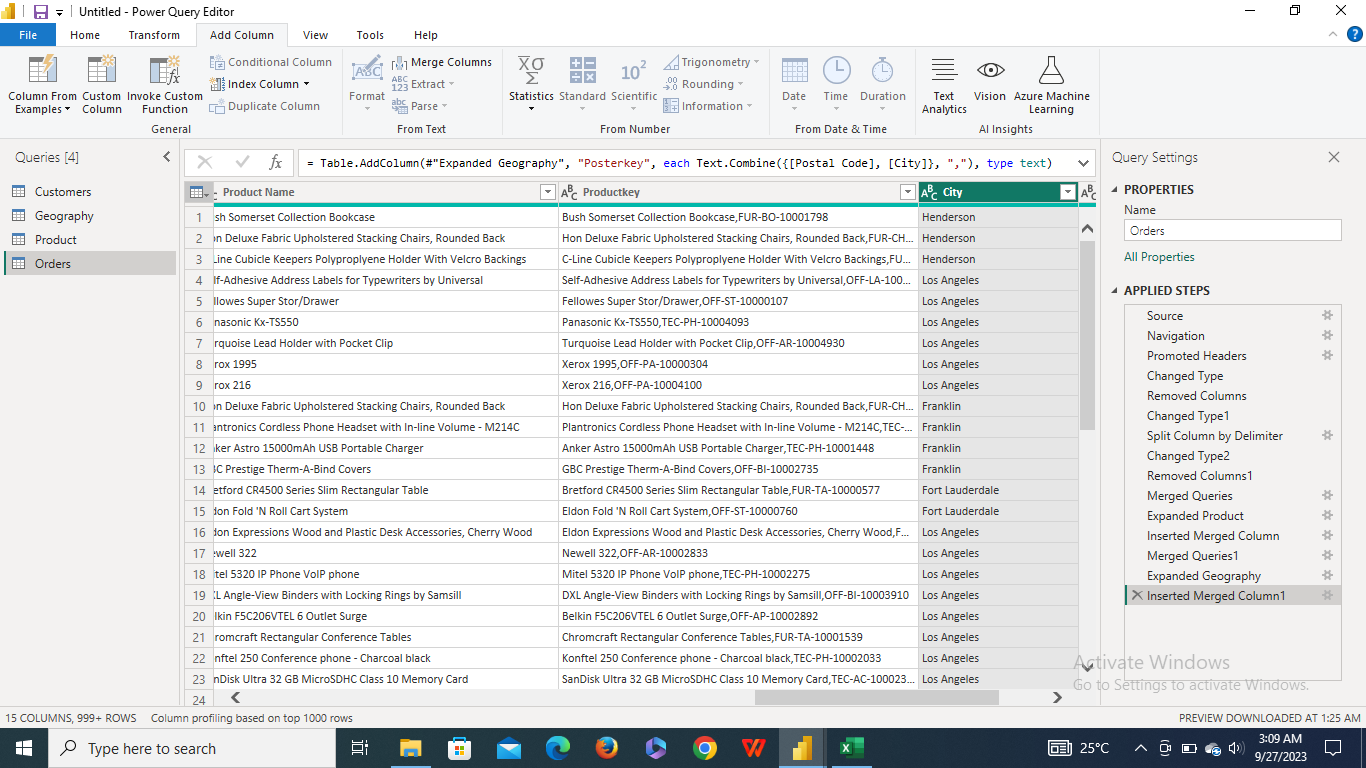 Untitled - Power Query Editor
File Home Transform Add Column View Tools Help
Column From Examples
Custom Column
Invoke Custom Function
Conditional Column
Index Column
Duplicate Column
General
Format
Merge Columns
Extract
Parse
From Text
Statistics
Standard
Scientific
Trigonometry
Rounding
Information
From Number
Date
Time
Duration
From Date & Time
Text Analytics
Vision
Azure Machine Learning
AI Insights
Queries [4]
Customers
Geography
Product
Orders
= Table.AddColumn(#"Expanded Geography", "Posterkey", each Text.Combine({[Postal Code], [City]}, ","), type text)
Product Name Productkey City
1 sh Somerset Collection Bookcase Bush Somerset Collection Bookcase,FUR-BO-10001798 Henderson
2 n Deluxe Fabric Upholstered Stacking Chairs, Rounded Back Hon Deluxe Fabric Upholstered Stacking Chairs, Rounded Back,FUR-CH... Henderson
3 Line Cubicle Keepers Polyproplyene Holder With Velcro Backings C-Line Cubicle Keepers Polyproplyene Holder With Velcro Backings,FU... Henderson
4 lf-Adhesive Address Labels for Typewriters by Universal Self-Adhesive Address Labels for Typewriters by Universal,OFF-LA-100... Los Angeles
5 llowes Super Stor/Drawer Fellowes Super Stor/Drawer,OFF-ST-10000107 Los Angeles
6 nasonic Kx-TS550 Panasonic Kx-TS550,TEC-PH-10004093 Los Angeles
7 rquoise Lead Holder with Pocket Clip Turquoise Lead Holder with Pocket Clip,OFF-AR-10004930 Los Angeles
8 rox 1995 Xerox 1995,OFF-PA-10000304 Los Angeles
9 rox 216 Xerox 216,OFF-PA-10004100 Los Angeles
10 n Deluxe Fabric Upholstered Stacking Chairs, Rounded Back Hon Deluxe Fabric Upholstered Stacking Chairs, Rounded Back,FUR-CH... Franklin
11 antronics Cordless Phone Headset with In-line Volume - M214C Plantronics Cordless Phone Headset with In-line Volume - M214C,TEC-... Franklin
12 ker Astro 15000mAh USB Portable Charger Anker Astro 15000mAh USB Portable Charger,TEC-PH-10001448 Franklin
13 BC Prestige Therm-A-Bind Covers GBC Prestige Therm-A-Bind Covers,OFF-BI-10002735 Franklin
14 etford CR4500 Series Slim Rectangular Table Bretford CR4500 Series Slim Rectangular Table,FUR-TA-10000577 Fort Lauderdale
15 don Fold 'N Roll Cart System Eldon Fold 'N Roll Cart System,OFF-ST-10000760 Fort Lauderdale
16 don Expressions Wood and Plastic Desk Accessories, Cherry Wood Eldon Expressions Wood and Plastic Desk Accessories, Cherry Wood,F... Los Angeles
17 ewell 322 Newell 322,OFF-AR-10002833 Los Angeles
18 itel 5320 IP Phone VoIP phone Mitel 5320 IP Phone VoIP phone,TEC-PH-10002275 Los Angeles
19 XL Angle-View Binders with Locking Rings by Samsill DXL Angle-View Binders with Locking Rings by Samsill,OFF-BI-10003910 Los Angeles
20 lkin F5C206VTEL 6 Outlet Surge Belkin F5C206VTEL 6 Outlet Surge,OFF-AP-10002892 Los Angeles
21 romcraft Rectangular Conference Tables Chromcraft Rectangular Conference Tables,FUR-TA-10001539 Los Angeles
22 nftel 250 Conference phone - Charcoal black Konftel 250 Conference phone - Charcoal black,TEC-PH-10002033 Los Angeles
23 nDisk Ultra 32 GB MicroSDHC Class 10 Memory Card SanDisk Ultra 32 GB MicroSDHC Class 10 Memory Card,TEC-AC-100023... Los Angeles
24
Query Settings
PROPERTIES
Name
Orders
All Properties
APPLIED STEPS
Source
Navigation
Promoted Headers
Changed Type
Removed Columns
Changed Type1
Split Column by Delimiter
Changed Type2
Removed Columns1
Merged Queries
Expanded Product
Inserted Merged Column
Merged Queries1
Expanded Geography
Inserted Merged Column1
Activate Windows
Go to Settings to activate Windows.
15 COLUMNS, 999+ ROWS Column profiling based on top 1000 rows PREVIEW DOWNLOADED AT 1:25 AM
Type here to search
25°C
3:09 AM
9/27/2023